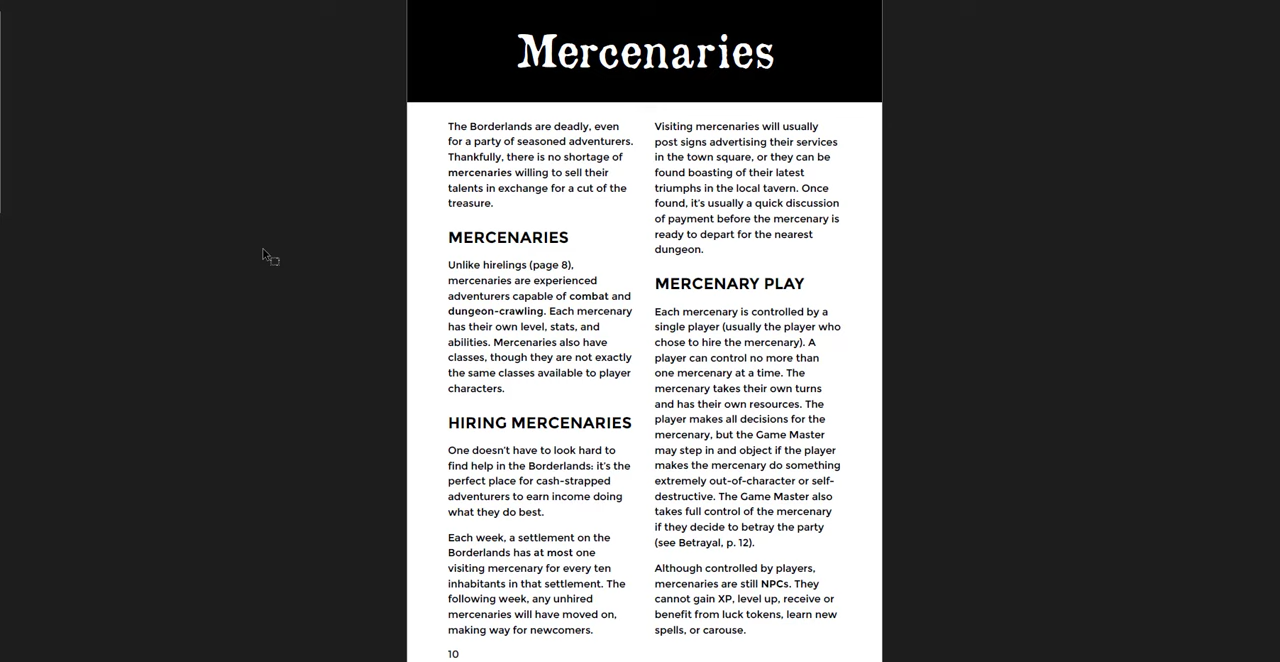 Mercenaries
The Borderlands are deadly, even
for a party of seasoned adventurers.
Thankfully, there is no shortage of
mercenaries willing to sell their
talents in exchange for a cut of the
treasure.
MERCENARIES
Unlike hirelings (page 8),
mercenaries are experienced
adventurers capable of combat and
dungeon-crawling. Each mercenary
has their own level, stats, and
abilities. Mercenaries also have
classes, though they are not exactly
the same classes available to player
characters.
HIRING MERCENARIES
One doesn't have to look hard to
find help in the Borderlands: it's the
perfect place for cash-strapped
adventurers to earn income doing
what they do best.
Each week, a settlement on the
Borderlands has at most one
visiting mercenary for every ten
inhabitants in that settlement. The
following week, any unhired
mercenaries will have moved on,
making way for newcomers.
Visiting mercenaries will usually
post signs advertising their services
in the town square, or they can be
found boasting of their latest
triumphs in the local tavern. Once
found, it's usually a quick discussion
of payment before the mercenary is
ready to depart for the nearest
dungeon.
MERCENARY PLAY
Each mercenary is controlled by a
single player (usually the player who
chose to hire the mercenary). A
player can control no more than
one mercenary at a time. The
mercenary takes their own turns
and has their own resources. The
player makes all decisions for the
mercenary, but the Game Master
may step in and object if the player
makes the mercenary do something
extremely out-of-character or self-
destructive. The Game Master also
takes full control of the mercenary
if they decide to betray the party
(see Betrayal, p. 12).
Although controlled by players,
mercenaries are still NPCs. They
cannot gain XP, level up, receive or
benefit from luck tokens, learn new
spells, or carouse.
10